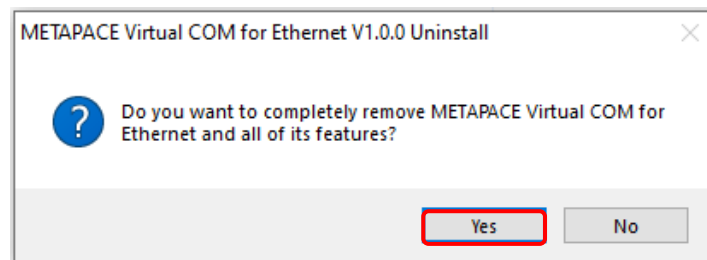 METAPACE Virtual COM for Ethernet V1.0.0 Uninstall
Do you want to completely remove METAPACE Virtual COM for
Ethernet and all of its features?
Yes
No